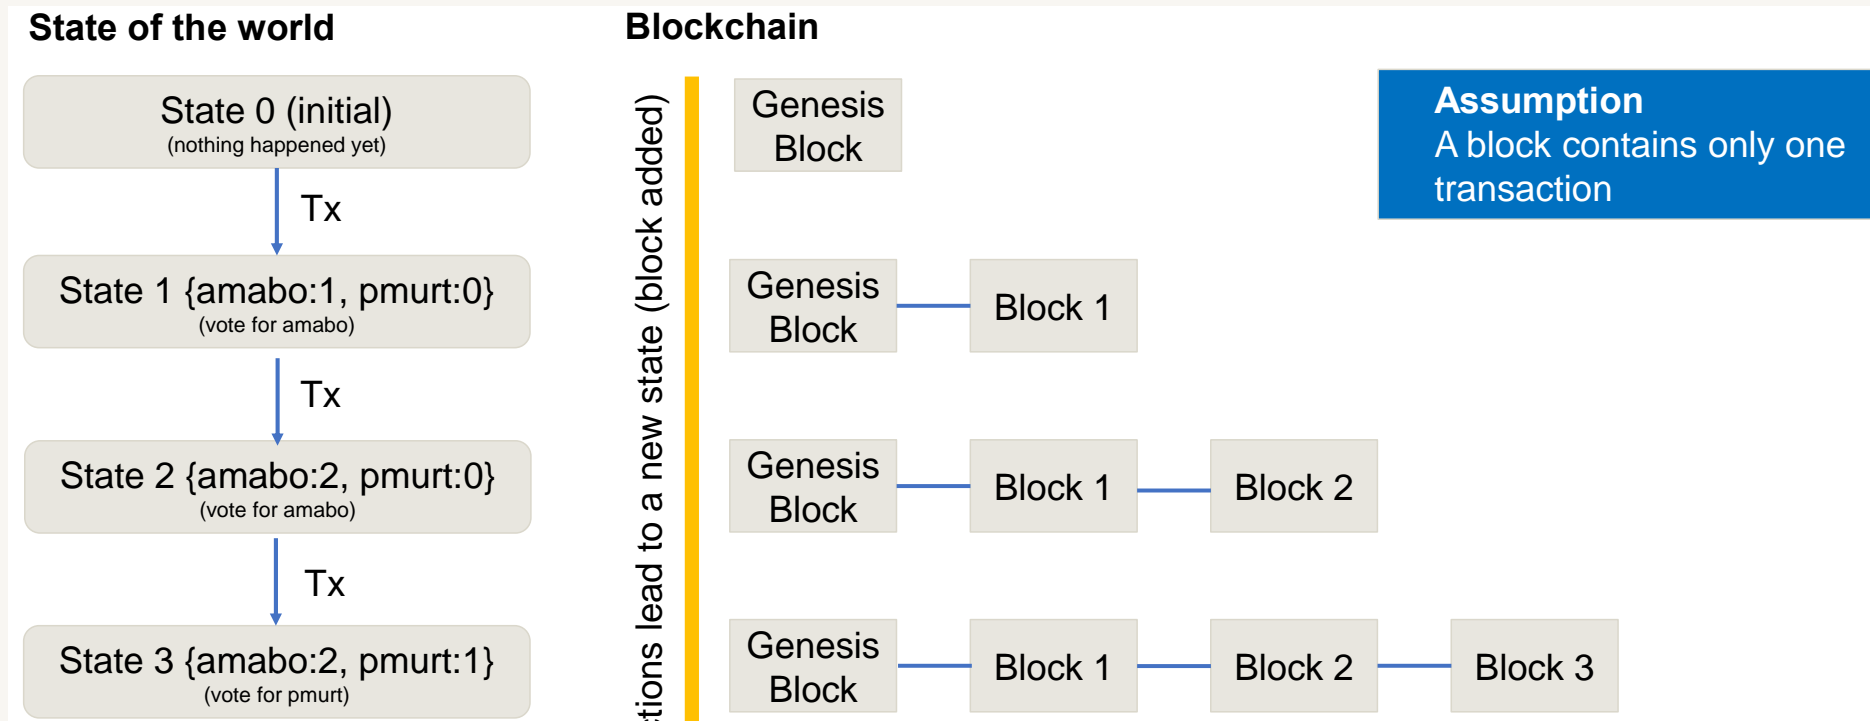 State of the world
State 0 (initial)
(nothing happened yet)
Tx
State 1 {amabo:1, pmurt:0}
(vote for amabo)
Tx
State 2 {amabo:2, pmurt:0}
(vote for amabo)
Tx
State 3 {amabo:2, pmurt:1}
(vote for pmurt)
Blockchain
lead to a new state (block added)
Genesis
Block
Genesis
Block
Block 1
Genesis
Block
Block 1
Block 2
Genesis
Block
Block 1
Block 2
Block 3
Assumption
A block contains only one
transaction